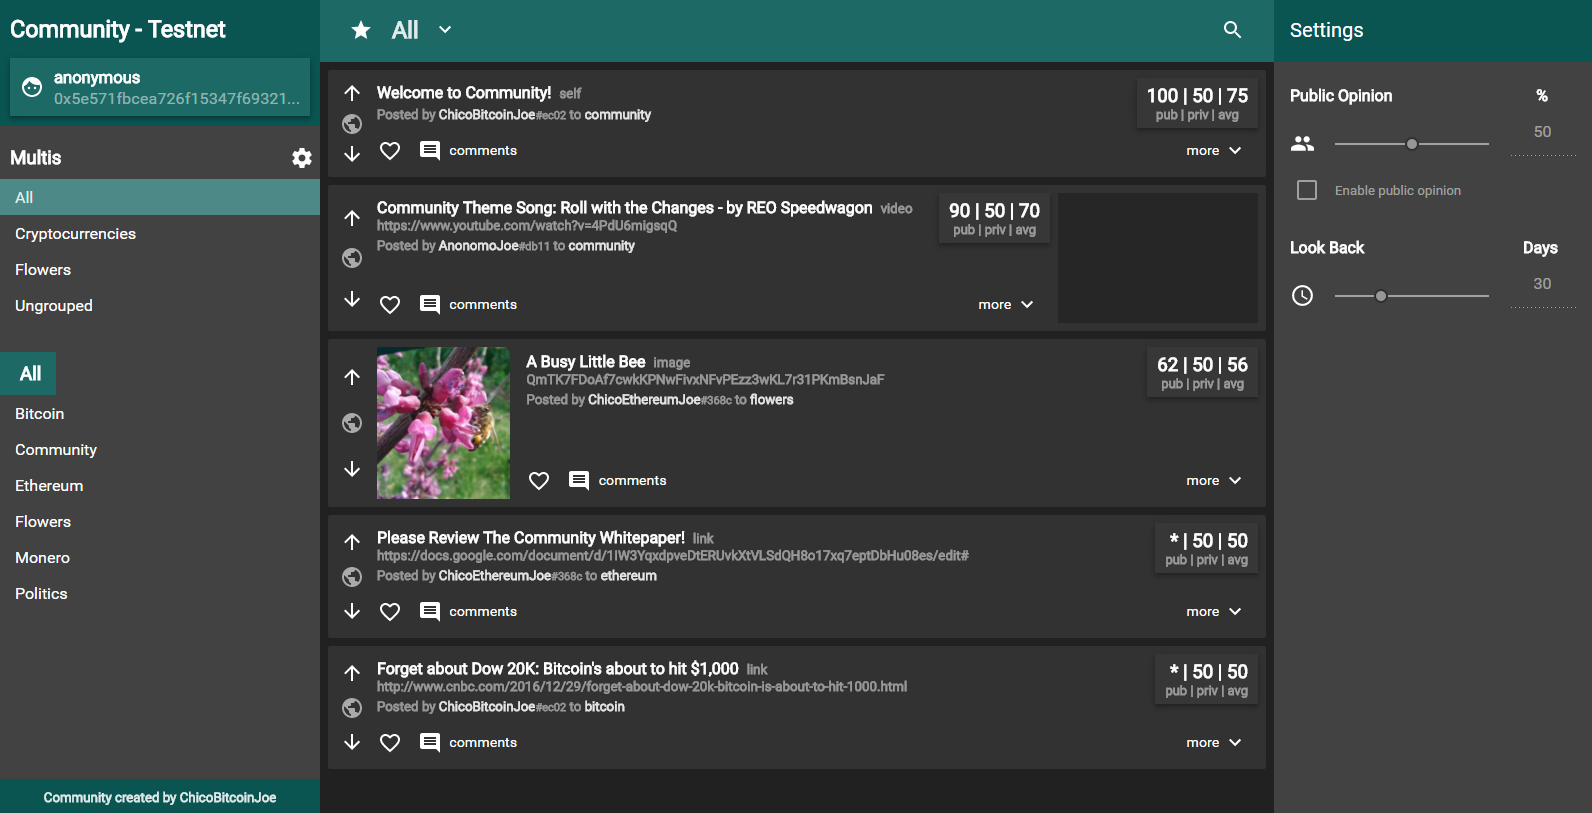 Community - Testnet
anonymous
0x5e571fbcea726f15347f69321...
Multis
All
Cryptocurrencies
Flowers
Ungrouped
All
Bitcoin
Community
Ethereum
Flowers
Monero
Politics
Community created by ChicoBitcoinJoe
All
Welcome to Community! self
Posted by ChicoBitcoinJoe#ec02 to community
100 | 50 | 75
pub | priv | avg
comments
more
Community Theme Song: Roll with the Changes - by REO Speedwagon video
https://www.youtube.com/watch?v=4PdU6migsqQ
Posted by AnonomoJoe#db11 to community
90 | 50 | 70
pub | priv | avg
comments
more
A Busy Little Bee image
QmTK7FDoAf7cwkKPNwFivxNFvPEzz3wKL7r31PKmBsnJaF
Posted by ChicoEthereumJoe#368c to flowers
62 | 50 | 56
pub | priv | avg
comments
more
Please Review The Community Whitepaper! link
https://docs.google.com/document/d/1IW3YqxdpveDtERUvkXtVLSdQH8o17xq7eptDbHu08es/edit#
Posted by ChicoEthereumJoe#368c to ethereum
* | 50 | 50
pub | priv | avg
comments
more
Forget about Dow 20K: Bitcoin's about to hit $1,000 link
http://www.cnbc.com/2016/12/29/forget-about-dow-20k-bitcoin-is-about-to-hit-1000.html
Posted by ChicoBitcoinJoe#ec02 to bitcoin
* | 50 | 50
pub | priv | avg
comments
more
Settings
Public Opinion %
50
Enable public opinion
Look Back Days
30